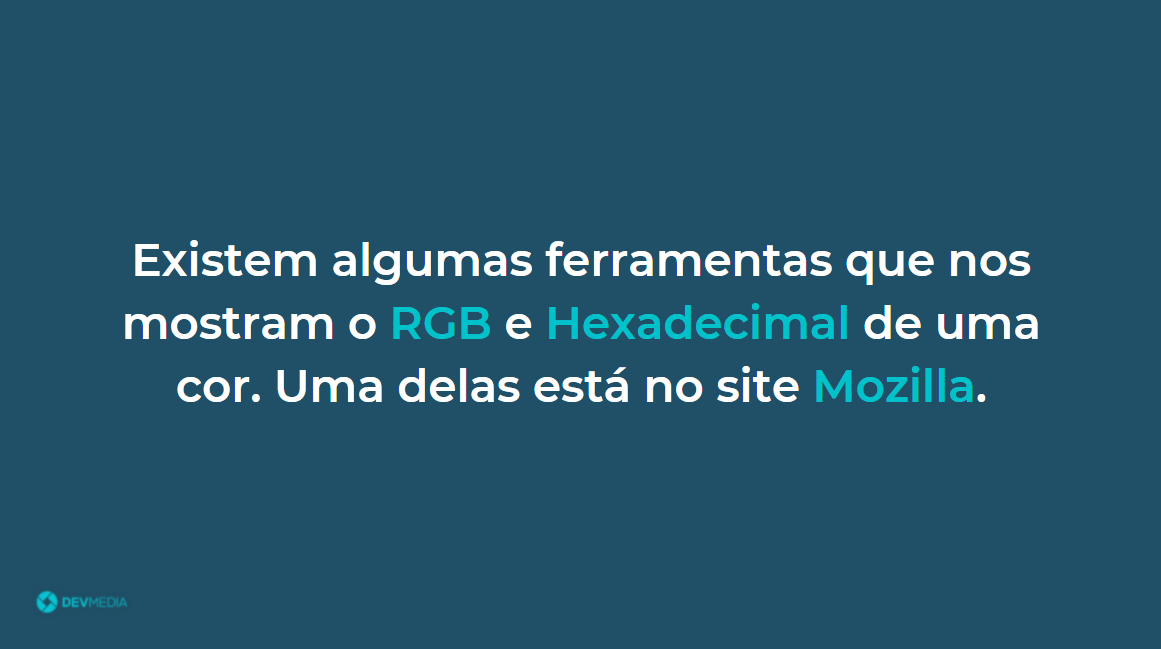 Existem algumas ferramentas que nos
mostram o RGB e Hexadecimal de uma
cor. Uma delas está no site Mozilla.
DEVMEDIA